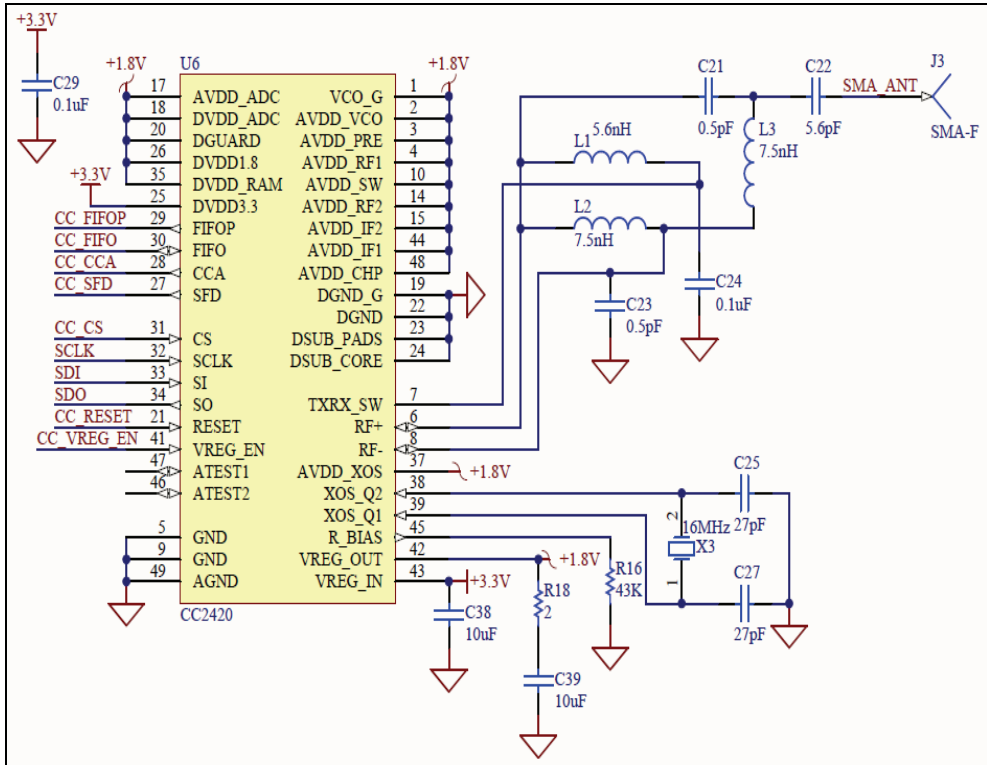 +3.3V
C29
0.1uF
U6
+1.8V
+1.8V
17 AVDD_ADC
18 DVDD_ADC
20 DGUARD
26 DVDD1.8
35 DVDD_RAM
+3.3V
25 DVDD3.3
CC_FIFOP 29 FIFOP
CC_FIFO 30 FIFO
CC_CCA 28 CCA
CC_SFD 27 SFD
CC_CS 31 CS
SCLK 32 SCLK
SDI 33 SI
SDO 34 SO
CC_RESET 21 RESET
CC_VREG_EN 41 VREG_EN
47 ATEST1
46 ATEST2
5 GND
9 GND
49 AGND
VCO_G 1
AVDD_VCO 2
AVDD_PRE 3
AVDD_RF1 4
AVDD_SW 10
AVDD_RF2 14
AVDD_IF2 15
AVDD_IF1 44
AVDD_CHP 48
DGND_G 19
DGND 22
DSUB_PADS 23
DSUB_CORE 24
TXRX_SW 7
RF+ 6
RF- 8
AVDD_XOS 37 +1.8V
XOS_Q2 38
XOS_Q1 39
R_BIAS 45
VREG_OUT 42 +1.8V
VREG_IN 43 +3.3V
CC2420
C38
10uF
R18
2
C39
10uF
R16
43K
C21
0.5pF
C22
5.6pF
SMA_ANT
J3
SMA-F
L1
5.6nH
L3
7.5nH
L2
7.5nH
C23
0.5pF
C24
0.1uF
C25
27pF
2
16MHz
X3
1
C27
27pF